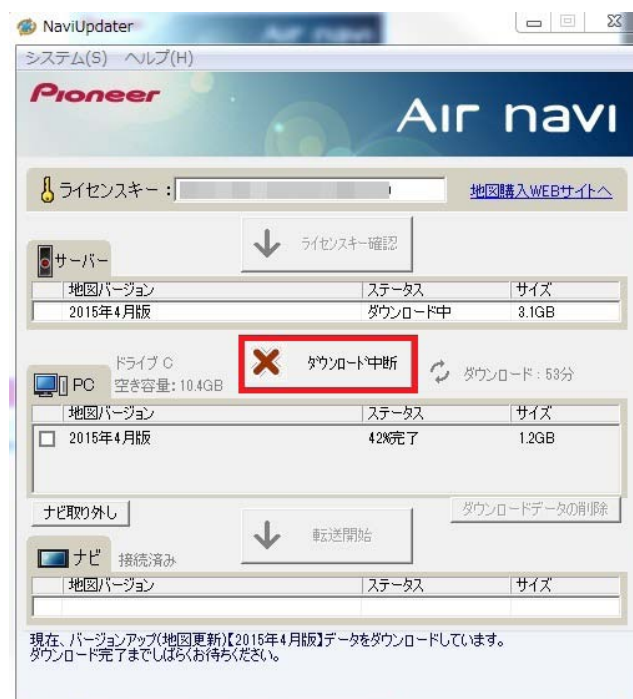 NaviUpdater
システム(S) ヘルプ(H)
Pioneer
AIr navi
ライセンスキー：
地図購入WEBサイトへ
ライセンスキー確認
サーバー
地図バージョン ステータス サイズ
2015年4月版 ダウンロード中 3.1GB
ドライブ C
空き容量：10.4GB
PC
ダウンロード中断
ダウンロード：53分
地図バージョン ステータス サイズ
2015年4月版 42%完了 1.2GB
ナビ取り外し
ダウンロードデータの削除
転送開始
ナビ 接続済み
地図バージョン ステータス サイズ
現在、バージョンアップ(地図更新)【2015年4月版】データをダウンロードしています。
ダウンロード完了までしばらくお待ちください。